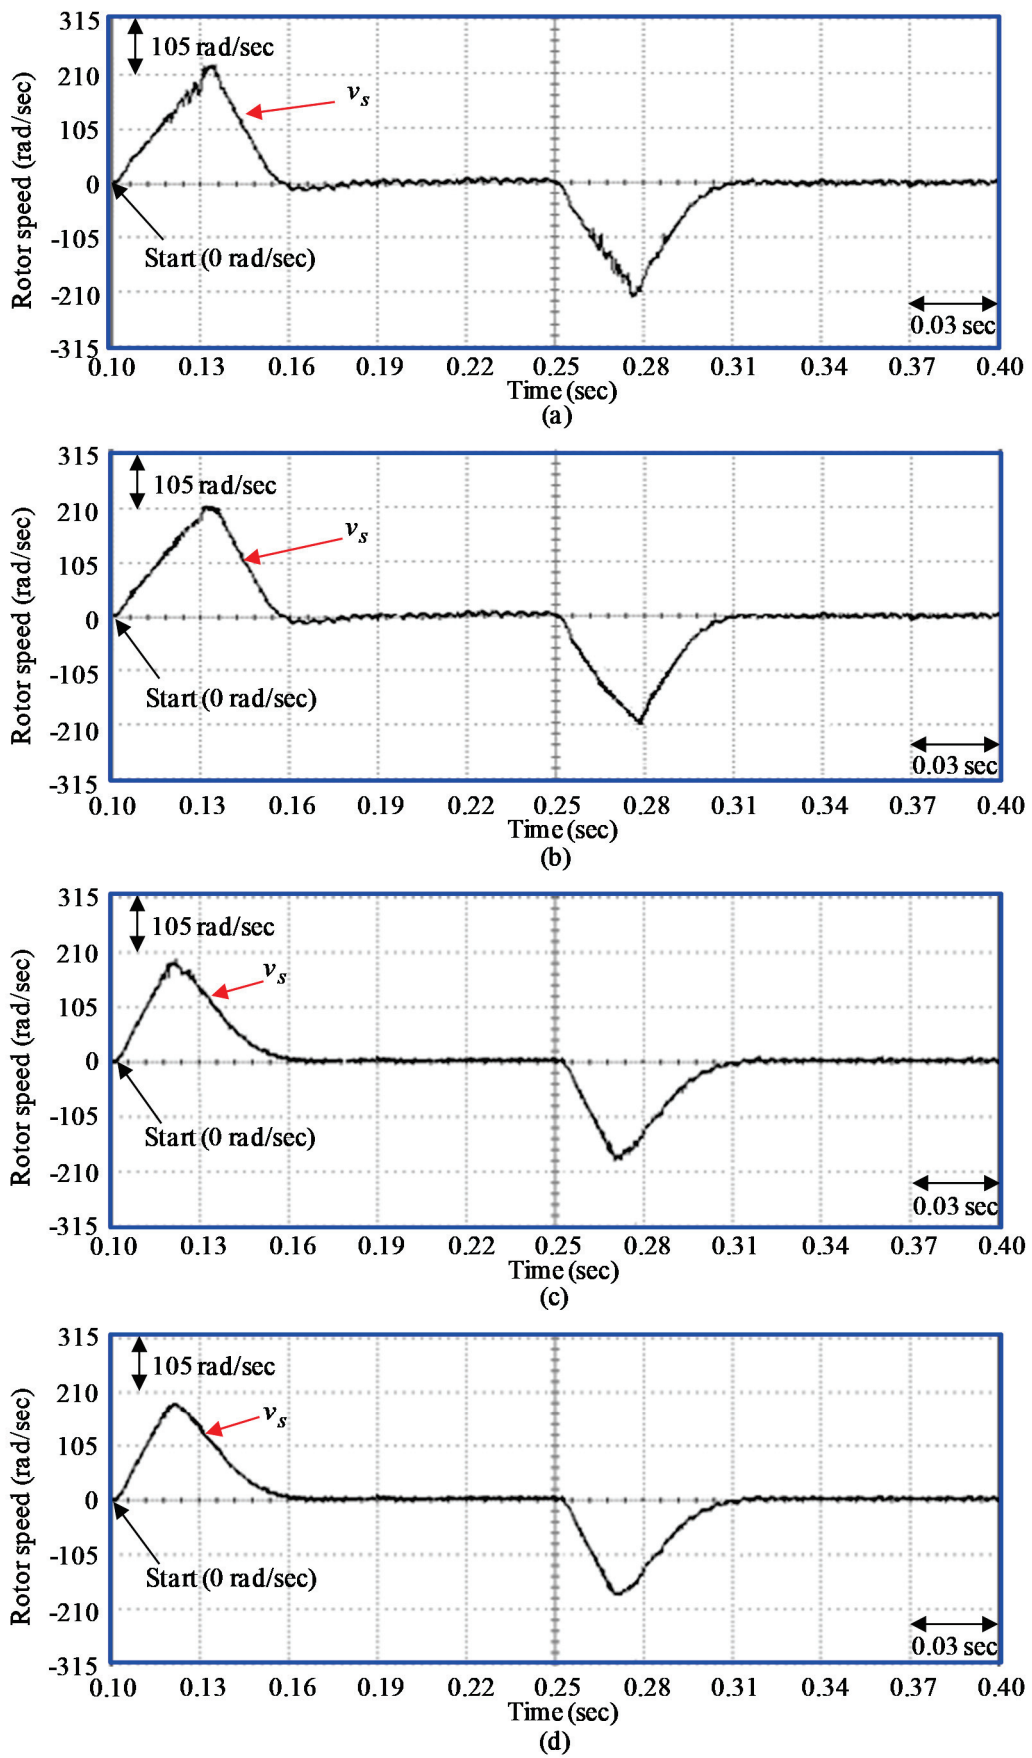 315
105 rad/sec
210
v_s
105
0
-105
Start (0 rad/sec)
-210
0.03 sec
-315
Rotor speed (rad/sec)
0.10 0.13 0.16 0.19 0.22 0.25 0.28 0.31 0.34 0.37 0.40
Time (sec)
(a)
315
105 rad/sec
210
v_s
105
0
-105
Start (0 rad/sec)
-210
0.03 sec
-315
Rotor speed (rad/sec)
0.10 0.13 0.16 0.19 0.22 0.25 0.28 0.31 0.34 0.37 0.40
Time (sec)
(b)
315
105 rad/sec
210
v_s
105
0
-105
Start (0 rad/sec)
-210
0.03 sec
-315
Rotor speed (rad/sec)
0.10 0.13 0.16 0.19 0.22 0.25 0.28 0.31 0.34 0.37 0.40
Time (sec)
(c)
315
105 rad/sec
210
v_s
105
0
-105
Start (0 rad/sec)
-210
0.03 sec
-315
Rotor speed (rad/sec)
0.10 0.13 0.16 0.19 0.22 0.25 0.28 0.31 0.34 0.37 0.40
Time (sec)
(d)